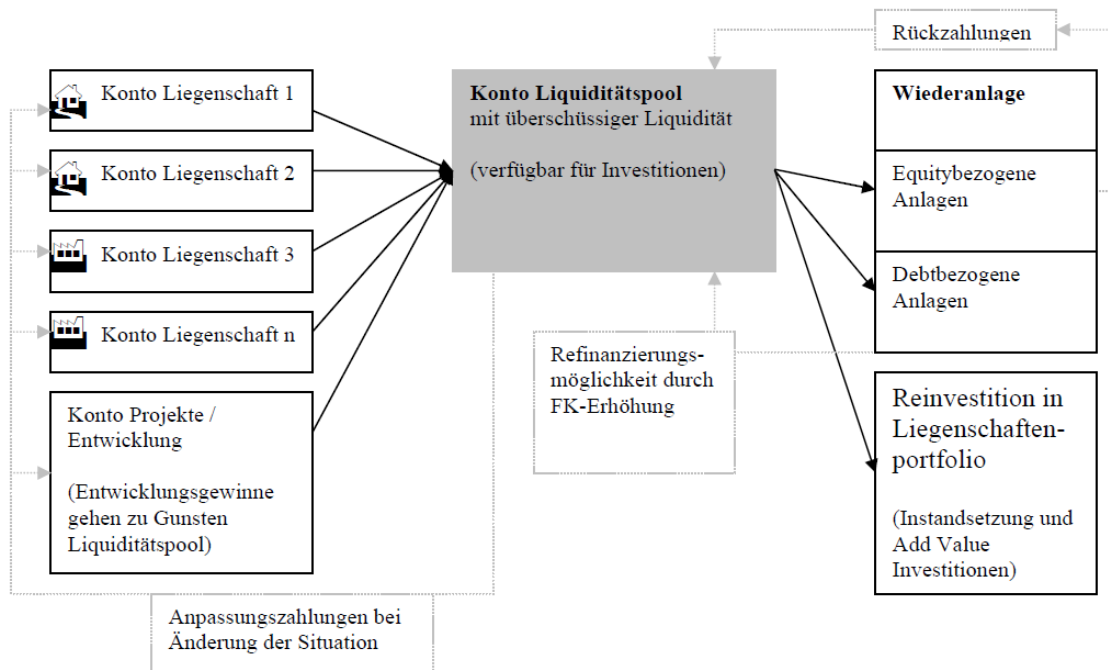 Rückzahlungen
Konto Liegenschaft 1
Konto Liegenschaft 2
Konto Liegenschaft 3
Konto Liegenschaft n
Konto Projekte /
Entwicklung
(Entwicklungsgewinne
gehen zu Gunsten
Liquiditätspool)
Konto Liquiditätspool
mit überschüssiger Liquidität
(verfügbar für Investitionen)
Refinanzierungs-
möglichkeit durch
FK-Erhöhung
Wiederanlage
Equitybezogene
Anlagen
Debtbezogene
Anlagen
Reinvestition in
Liegenschaften-
portfolio
(Instandsetzung und
Add Value
Investitionen)
Anpassungszahlungen bei
Änderung der Situation